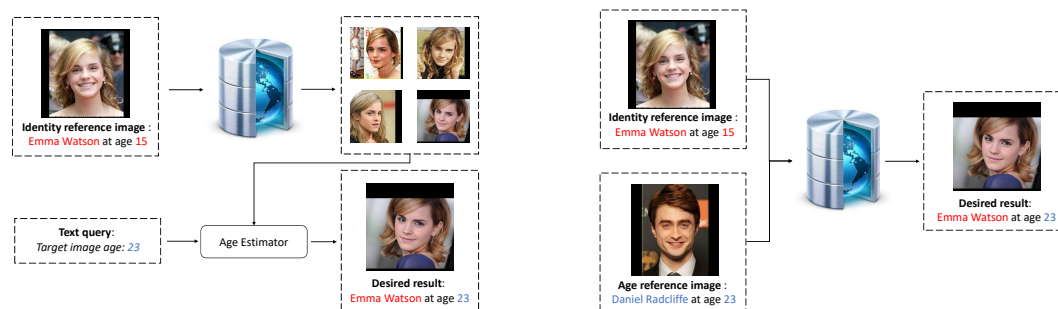 Identity reference image :
Emma Watson at age 15
Text query:
Target image age: 23
Age Estimator
Desired result:
Emma Watson at age 23
Identity reference image :
Emma Watson at age 15
Age reference image :
Daniel Radcliffe at age 23
Desired result:
Emma Watson at age 23